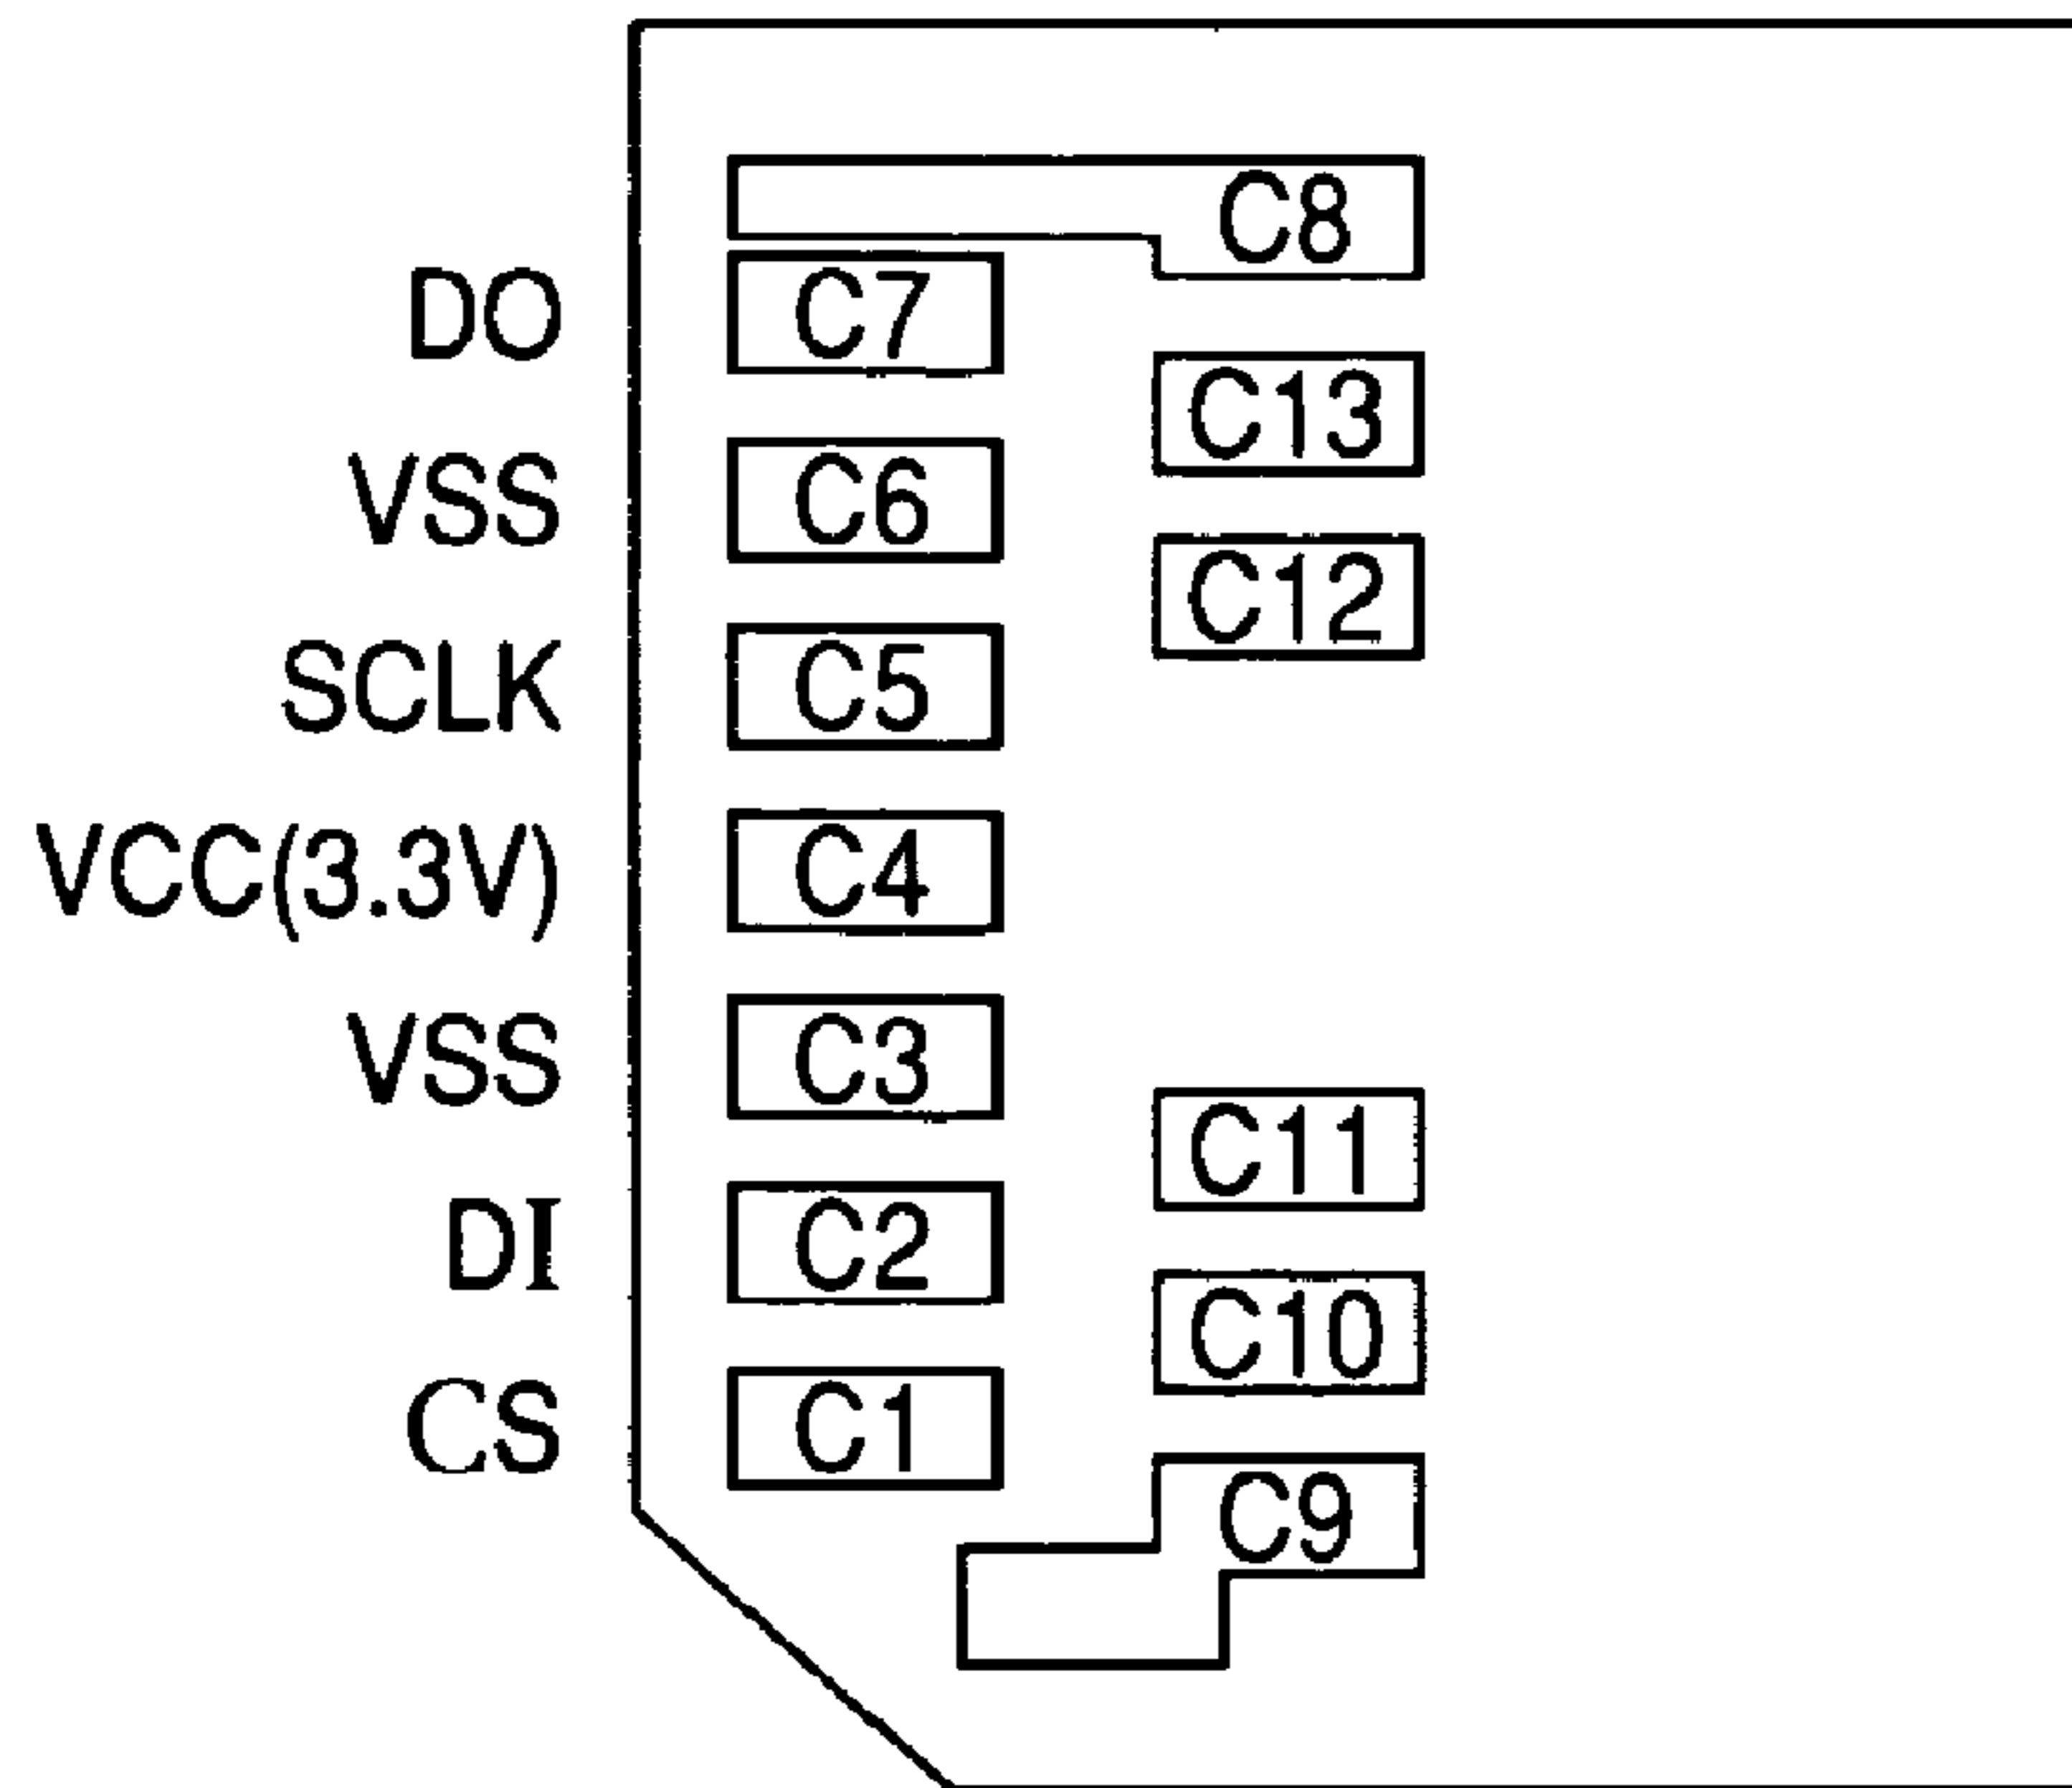 C8
DO C7
C13
VSS C6
C12
SCLK C5
VCC(3.3V) C4
VSS C3
C11
DI C2
C10
CS C1
C9